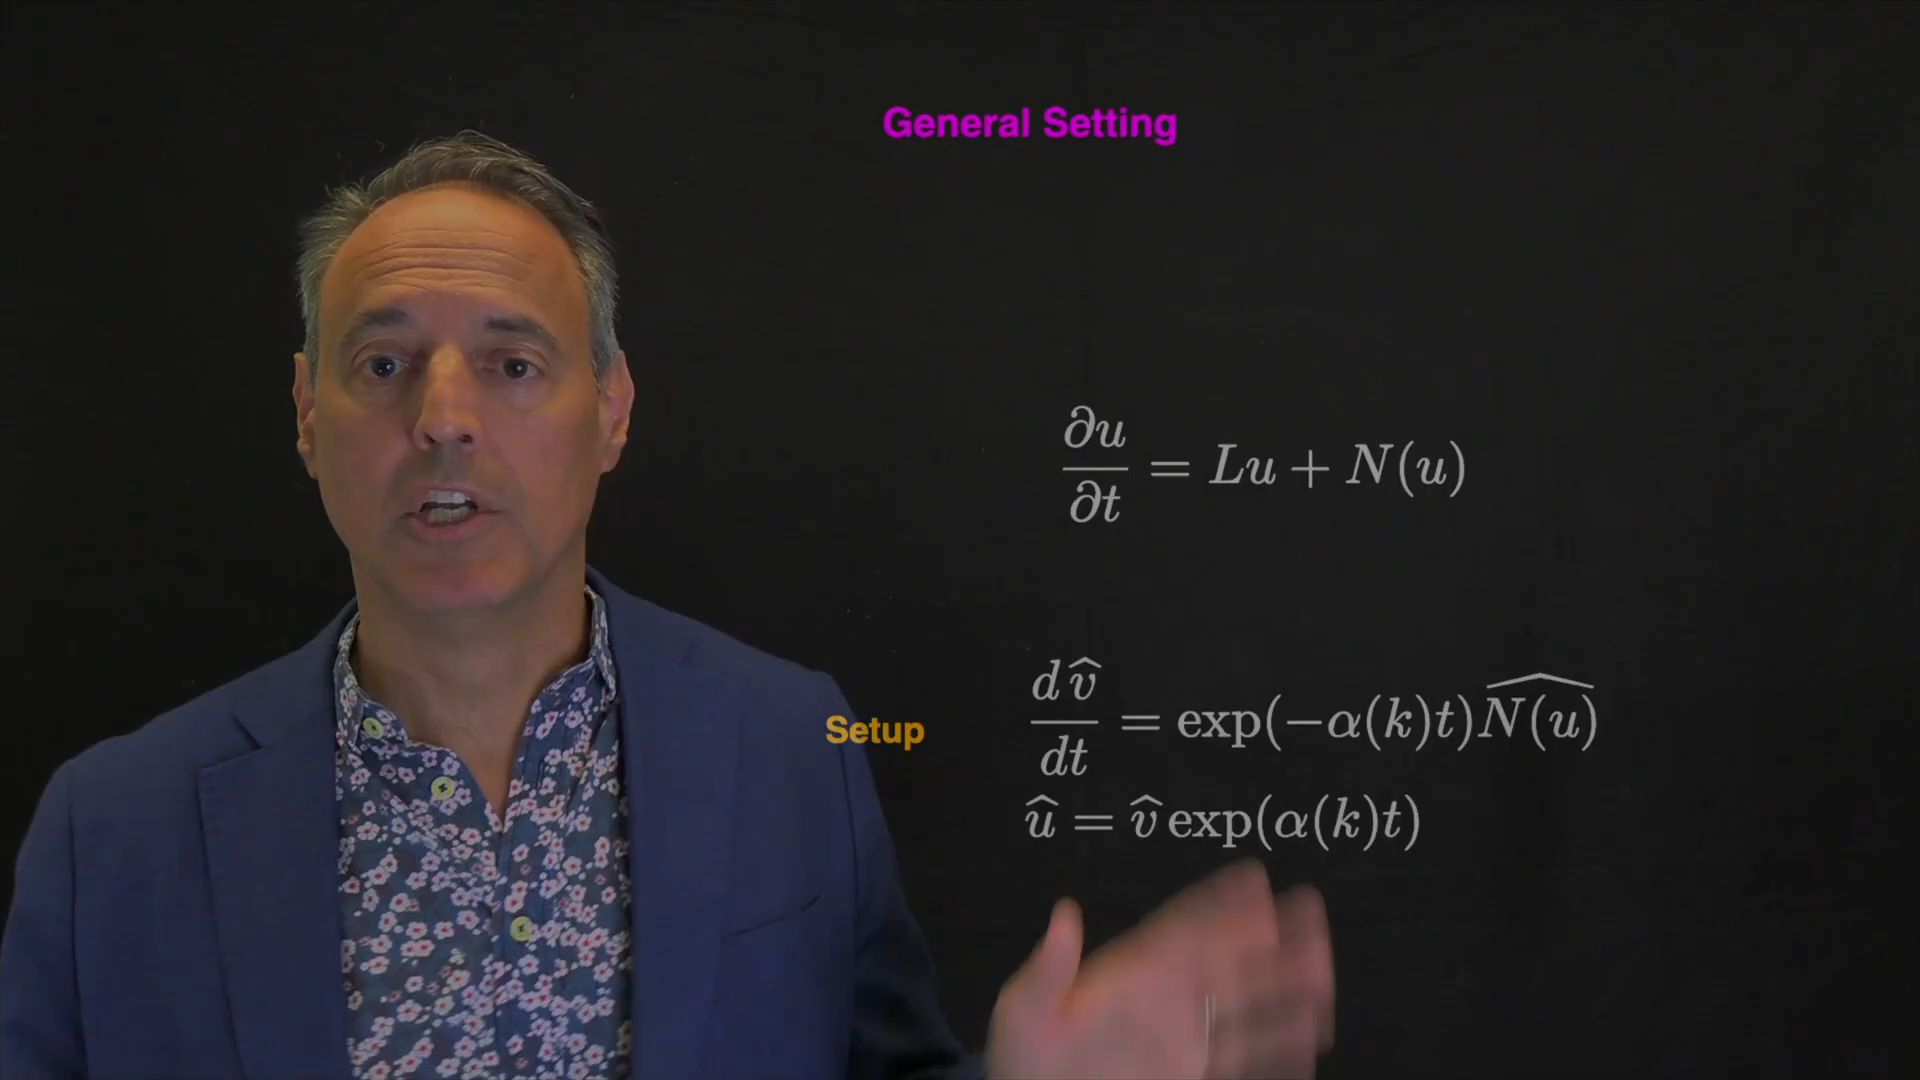 General Setting
∂u/∂t = Lu + N(u)
Setup
dv̂/dt = exp(−α(k)t)N(u)^
û = v̂ exp(α(k)t)